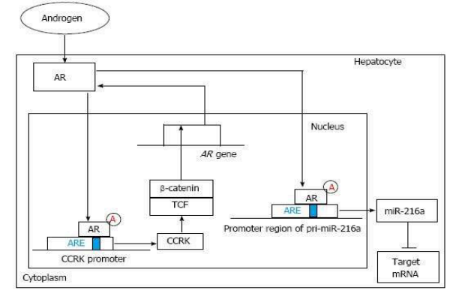 Androgen
Hepatocyte
AR
Nucleus
AR gene
β-catenin
TCF
A
AR
ARE
CCRK
CCRK promoter
A
AR
ARE
Promoter region of pri-miR-216a
miR-216a
Target
mRNA
Cytoplasm